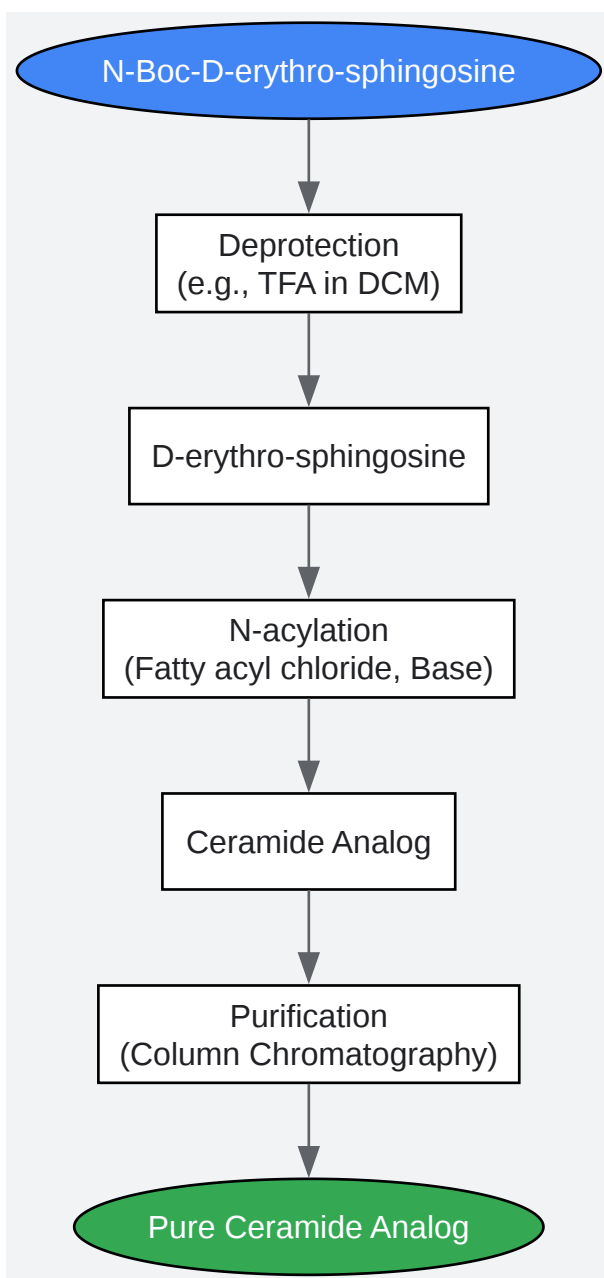 N-Boc-D-erythro-sphingosine
Deprotection
(e.g., TFA in DCM)
D-erythro-sphingosine
N-acylation
(Fatty acyl chloride, Base)
Ceramide Analog
Purification
(Column Chromatography)
Pure Ceramide Analog